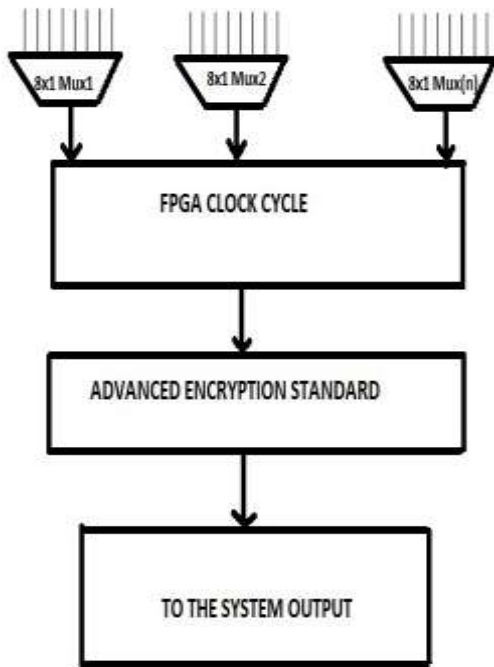 8x1 Mux1
8x1 Mux2
8x1 Mux(n)
FPGA CLOCK CYCLE
ADVANCED ENCRYPTION STANDARD
TO THE SYSTEM OUTPUT